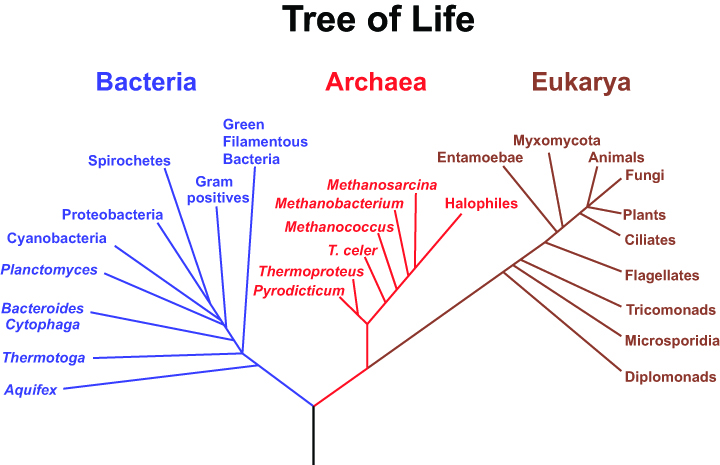 Tree of Life
Bacteria
Archaea
Eukarya
Green
Filamentous
Bacteria
Spirochetes
Gram
positives
Proteobacteria
Cyanobacteria
Planctomyces
Bacteroides
Cytophaga
Thermotoga
Aquifex
Methanosarcina
Methanobacterium
Halophiles
Methanococcus
T. celer
Thermoproteus
Pyrodicticum
Myxomycota
Entamoebae
Animals
Fungi
Plants
Ciliates
Flagellates
Tricomonads
Microsporidia
Diplomonads